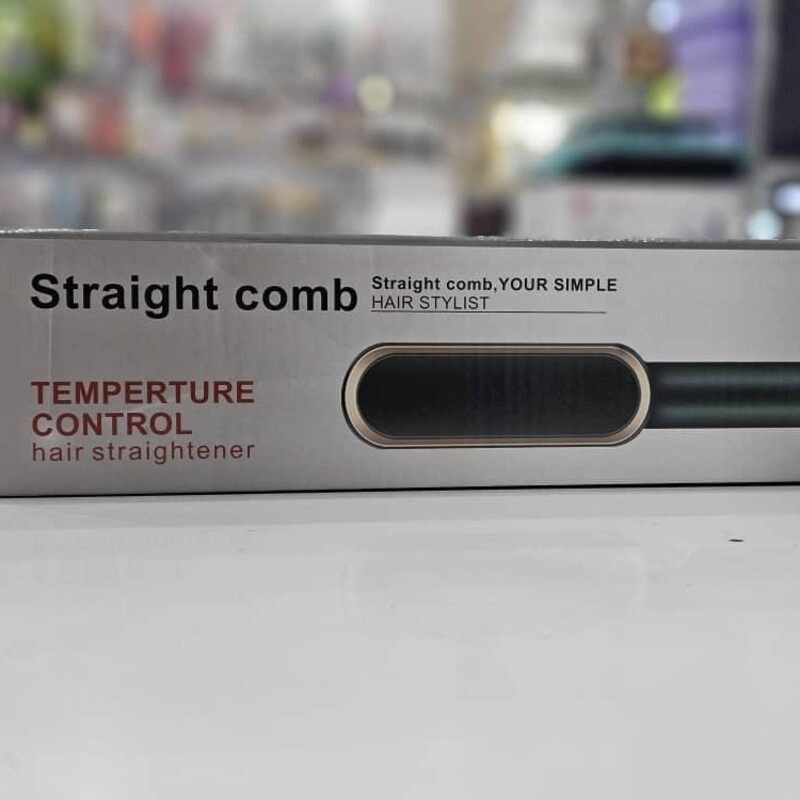 Straight comb
Straight comb,YOUR SIMPLE
HAIR STYLIST
TEMPERTURE
CONTROL
hair straightener